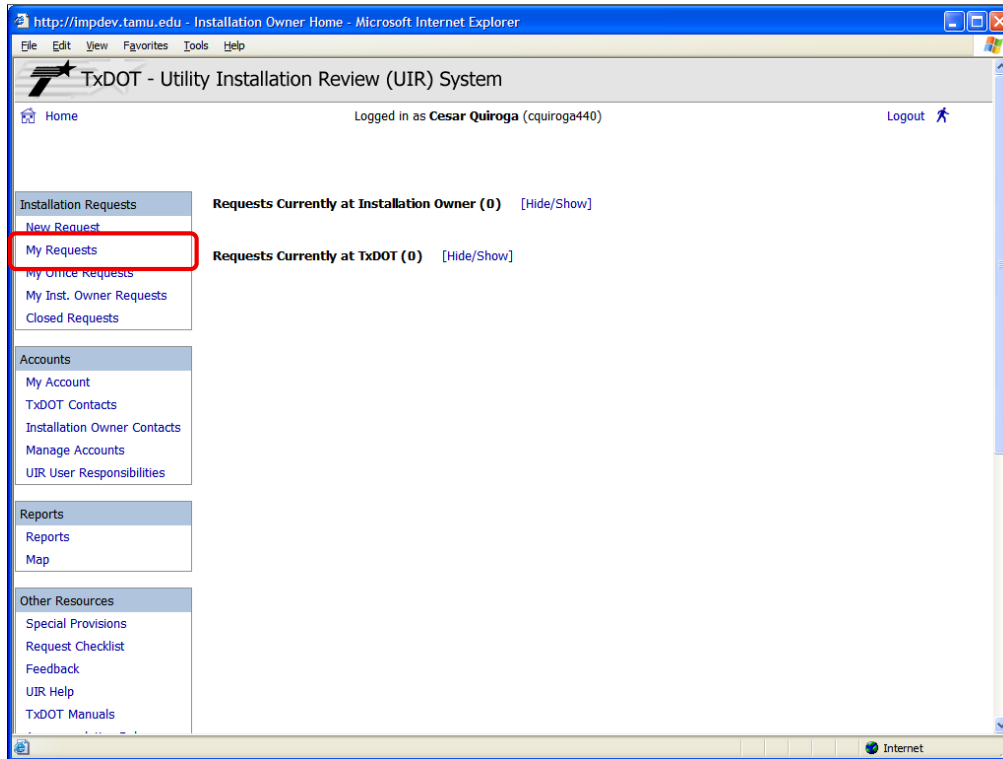 http://impdev.tamu.edu - Installation Owner Home - Microsoft Internet Explorer
File Edit View Favorites Tools Help
TxDOT - Utility Installation Review (UIR) System
Home Logged in as Cesar Quiroga (cquiroga440) Logout
Installation Requests
New Request
My Requests
My Office Requests
My Inst. Owner Requests
Closed Requests
Requests Currently at Installation Owner (0) [Hide/Show]
Requests Currently at TxDOT (0) [Hide/Show]
Accounts
My Account
TxDOT Contacts
Installation Owner Contacts
Manage Accounts
UIR User Responsibilities
Reports
Reports
Map
Other Resources
Special Provisions
Request Checklist
Feedback
UIR Help
TxDOT Manuals
Internet